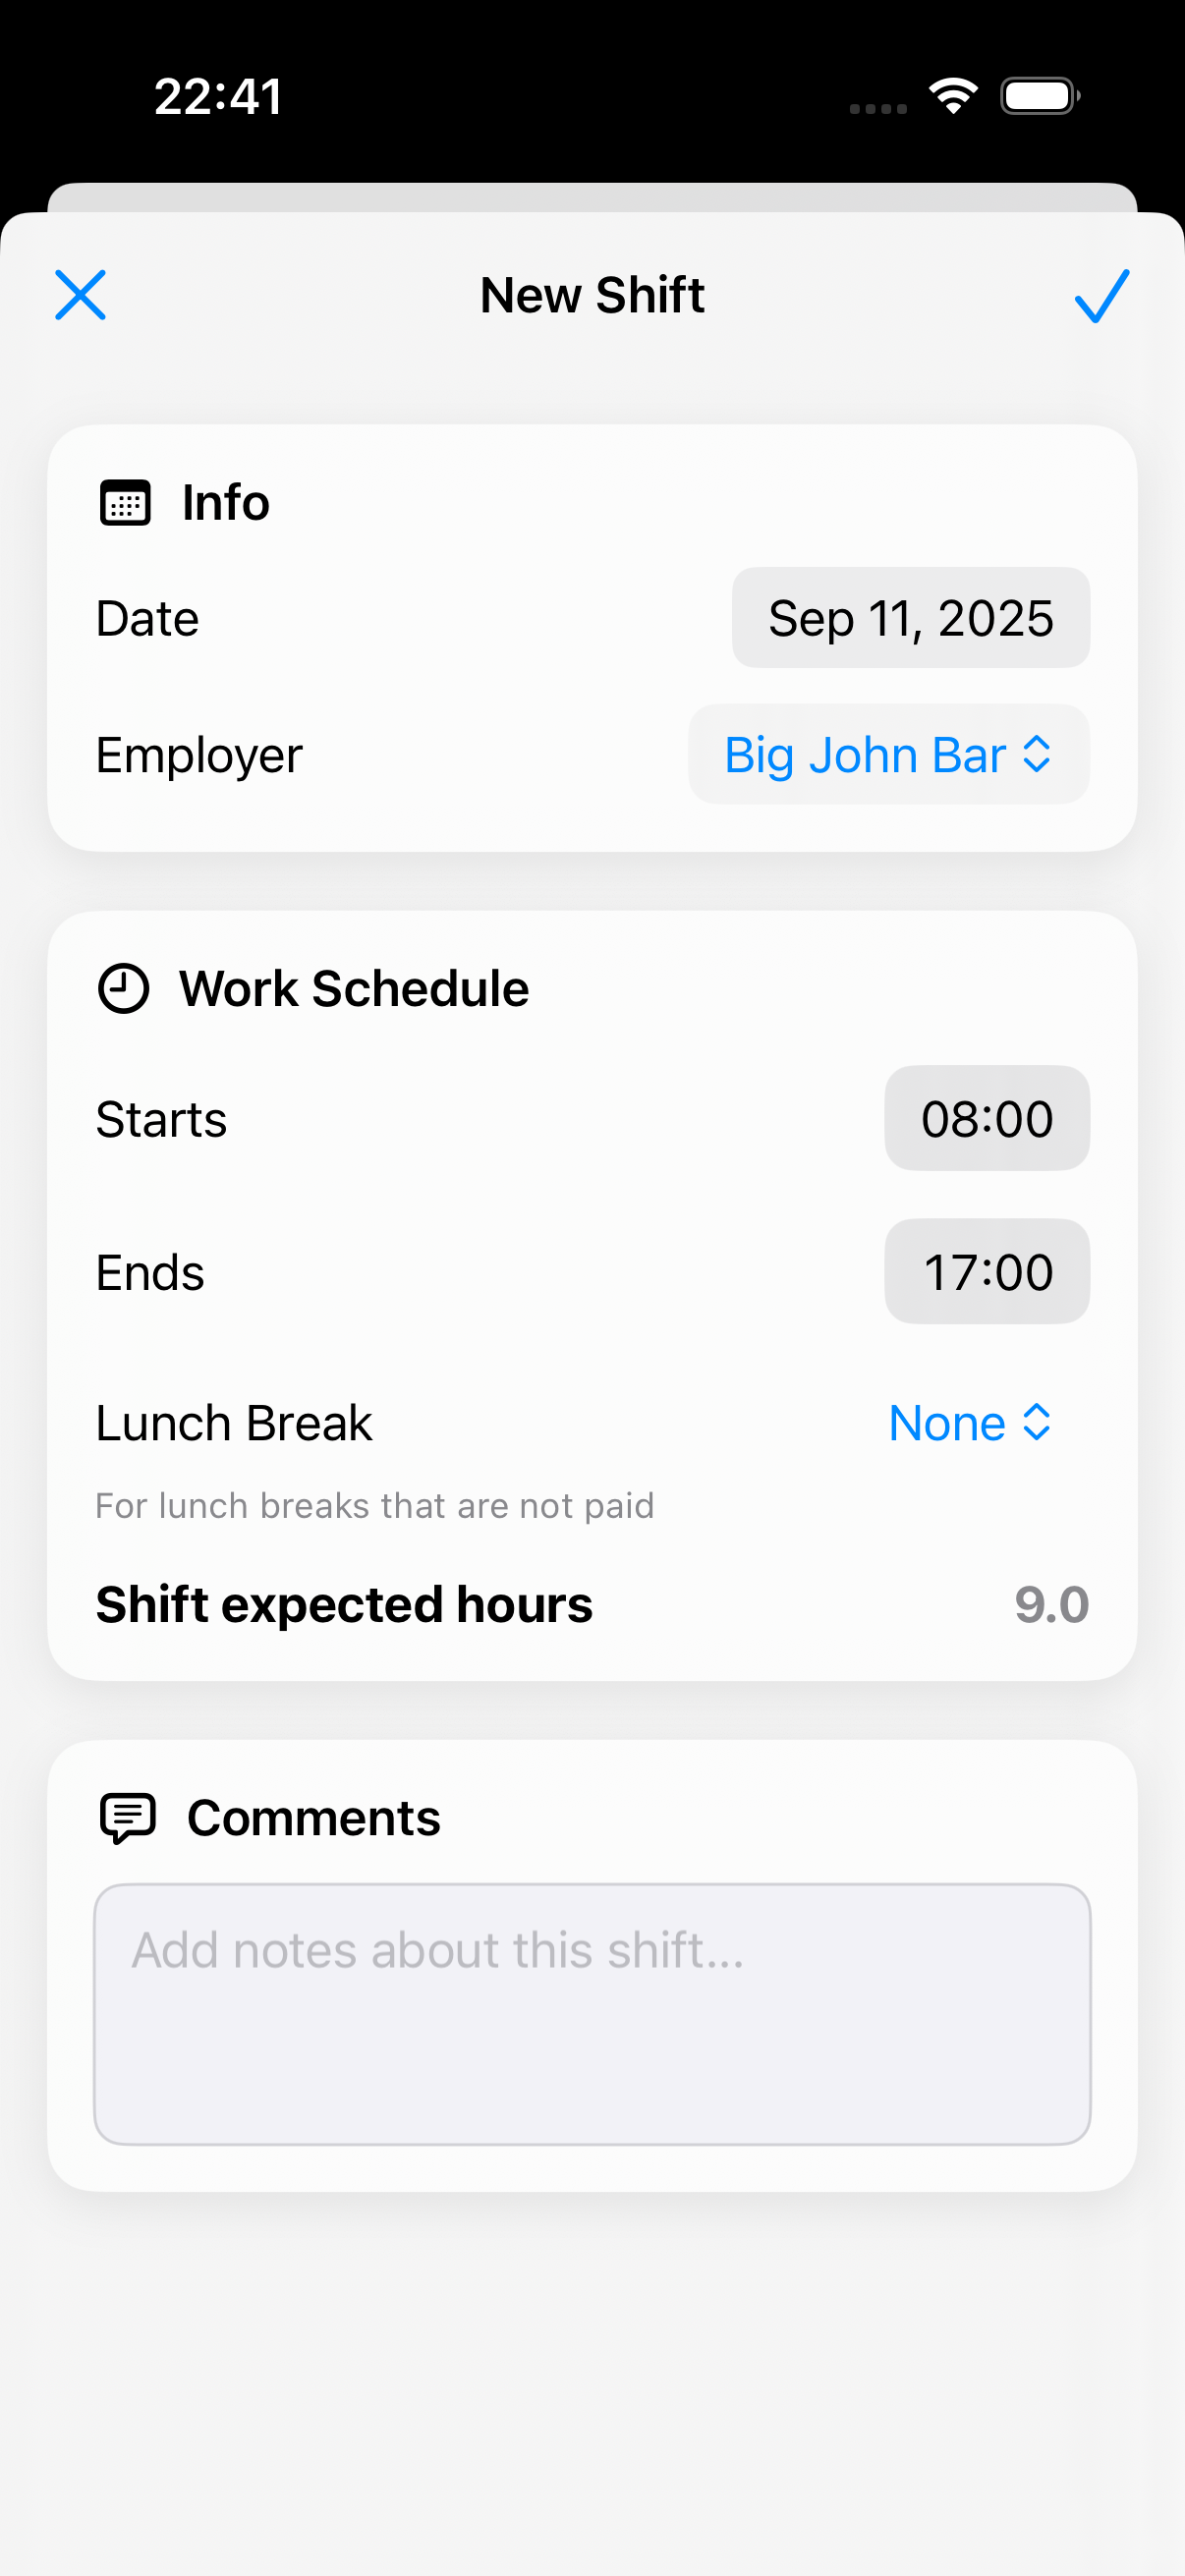 22:41
New Shift
Info
Date Sep 11, 2025
Employer Big John Bar
Work Schedule
Starts 08:00
Ends 17:00
Lunch Break None
For lunch breaks that are not paid
Shift expected hours 9.0
Comments
Add notes about this shift...